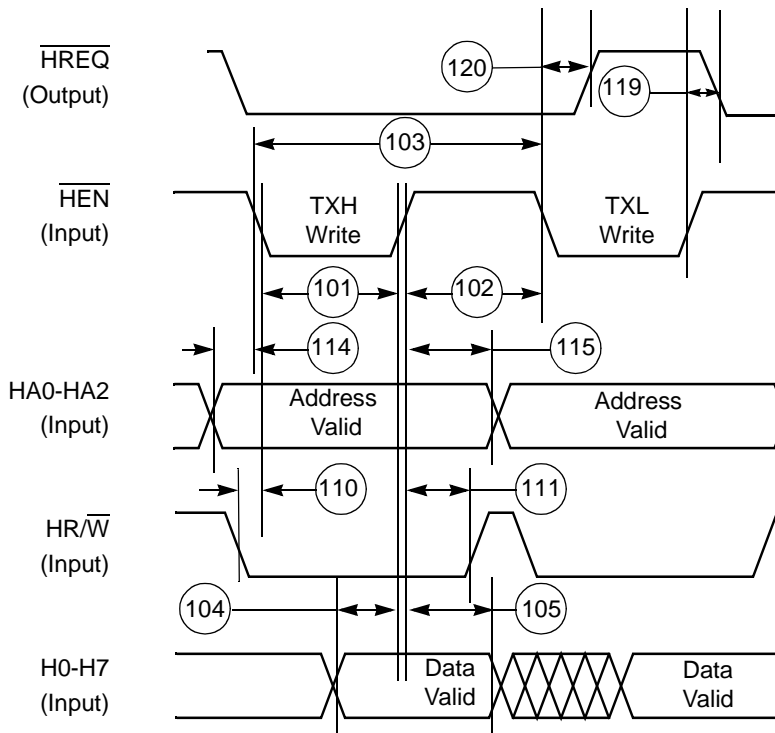 HREQ
(Output)
120
119
103
HEN
(Input)
TXH
Write
TXL
Write
101
102
114
115
HA0-HA2
(Input)
Address
Valid
Address
Valid
110
111
HR/W
(Input)
104
105
H0-H7
(Input)
Data
Valid
Data
Valid